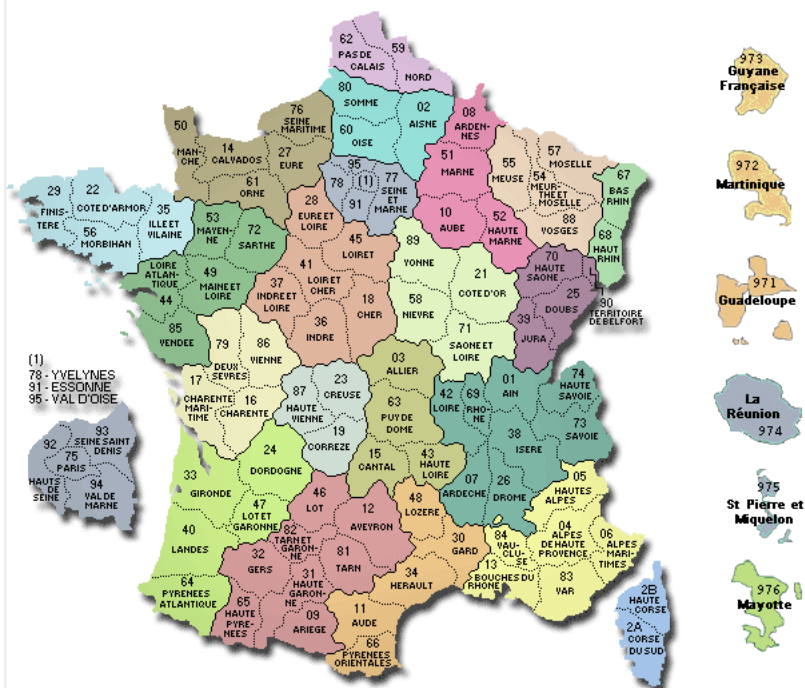 62
PAS DE
CALAIS
59
NORD
80
SOMME
02
AISNE
60
OISE
08
ARDEN-
NES
76
SEINE
MARITIME
50
MAN-
CHE
14
CALVADOS
27
EURE
61
ORNE
95
78
(1)
91
77
SEINE
ET
MARNE
51
MARNE
10
AUBE
52
HAUTE
MARNE
55
MEUSE
57
MOSELLE
54
MEUR-
THE ET
MOSELLE
88
VOSGES
67
BAS
RHIN
68
HAUT
RHIN
29
FINIS-
TERE
22
COTE D'ARMOR
56
MORBIHAN
35
ILLE ET
VILAINE
53
MAYEN-
NE
72
SARTHE
LOIRE
ATLAN-
TIQUE
44
49
MAINE ET
LOIRE
85
VENDEE
28
EURE ET
LOIRE
45
LOIRET
41
LOIR ET
CHER
37
INDRE ET
LOIRE
18
CHER
36
INDRE
89
YONNE
21
COTE D'OR
58
NIEVRE
71
SAONE ET
LOIRE
70
HAUTE
SAONE
25
DOUBS
39
JURA
90
TERRITOIRE
DE BELFORT
79
DEUX
SEVRES
86
VIENNE
17
CHARENTE
MARI-
TIME
16
CHARENTE
87
HAUTE
VIENNE
23
CREUSE
19
CORREZE
03
ALLIER
63
PUY DE
DOME
15
CANTAL
43
HAUTE
LOIRE
42
LOIRE
69
RHO-
NE
01
AIN
74
HAUTE
SAVOIE
73
SAVOIE
38
ISERE
07
ARDECHE
26
DROME
(1)
78 - YVELYNES
91 - ESSONNE
95 - VAL D'OISE
92
HAUTS
DE
SEINE
93
SEINE SAINT
DENIS
75
PARIS
94
VAL DE
MARNE
24
DORDOGNE
33
GIRONDE
47
LOT ET
GARONNE
40
LANDES
64
PYRENEES
ATLANTIQUE
46
LOT
12
AVEYRON
82
TARN ET
GARON-
NE
81
TARN
32
GERS
31
HAUTE
GARON-
NE
65
HAUTE
PYRE-
NEES
09
ARIEGE
48
LOZERE
30
GARD
34
HERAULT
11
AUDE
66
PYRENEES
ORIENTALES
05
HAUTES
ALPES
04
ALPES
DE HAUTE
PROVENCE
06
ALPES
MARI-
TIMES
84
VAU-
CLU-
SE
13
BOUCHES DU
RHONE
83
VAR
2B
HAUTE
CORSE
2A
CORSE
DU SUD
973
Guyane
Française
972
Martinique
971
Guadeloupe
La
Réunion
974
975
St Pierre et
Miquelon
976
Mayotte